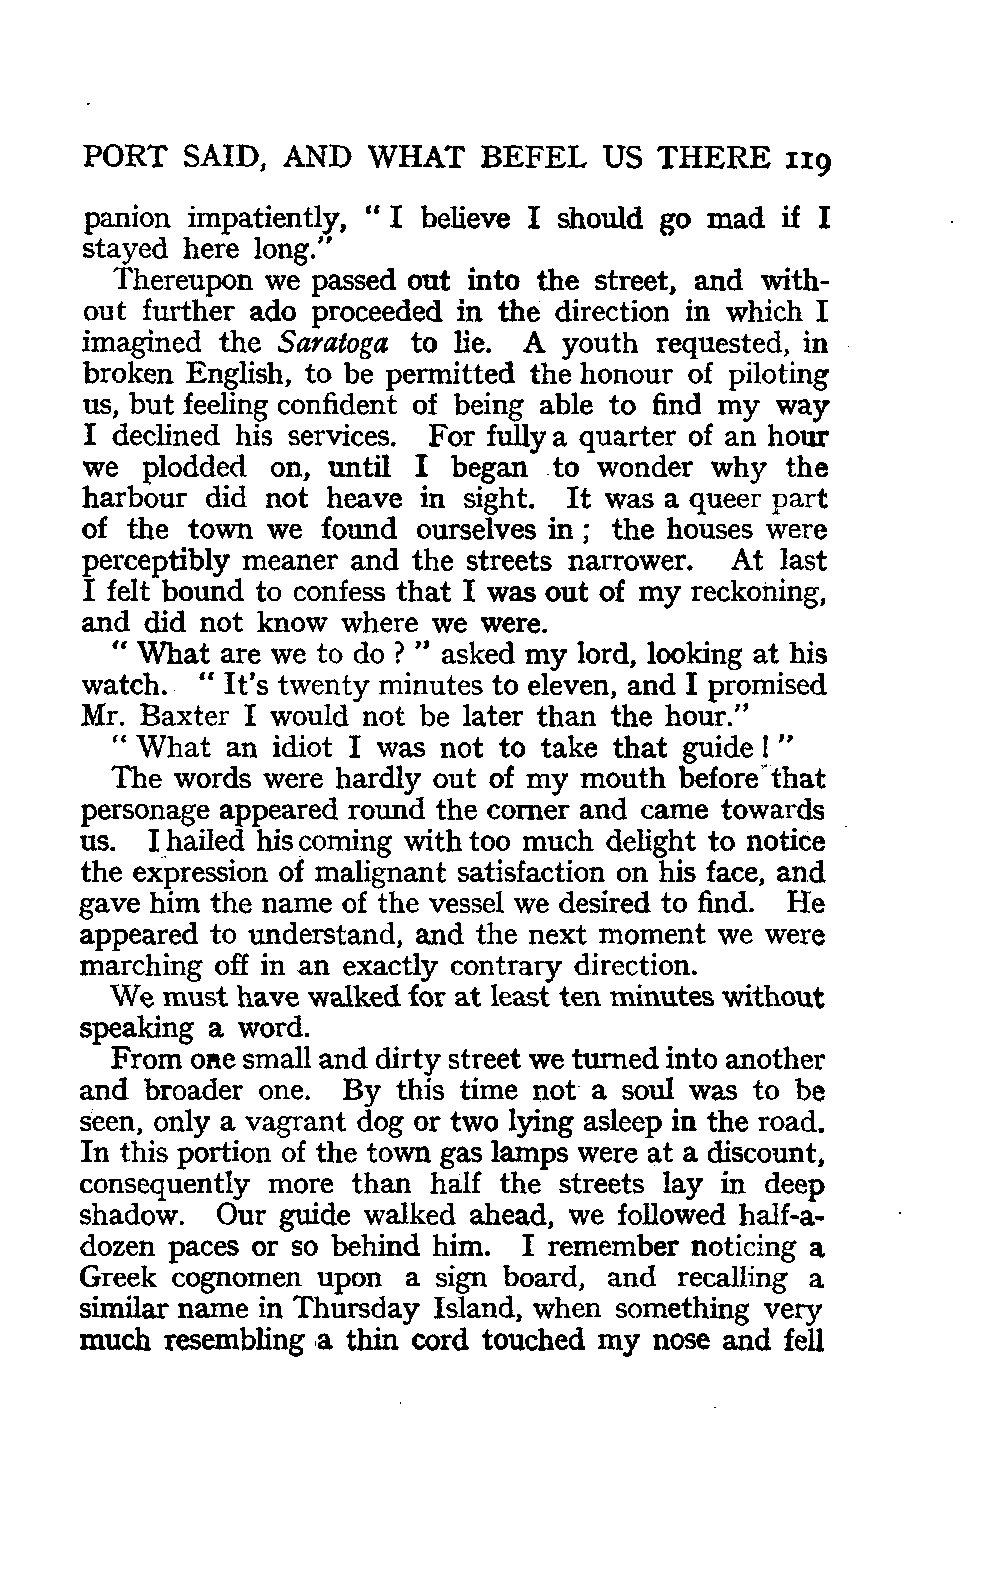 PORT SAID, AND WHAT BEFEL US THERE 119
panion impatiently, “ I believe I should go mad if I
stayed here long.”
Thereupon we passed out into the street, and with-
out further ado proceeded in the direction in which I
imagined the Saratoga to lie. A youth requested, in
broken English, to be permitted the honour of piloting
us, but feeling confident of being able to find my way
I declined his services. For fully a quarter of an hour
we plodded on, until I began to wonder why the
harbour did not heave in sight. It was a queer part
of the town we found ourselves in ; the houses were
perceptibly meaner and the streets narrower. At last
I felt bound to confess that I was out of my reckoning,
and did not know where we were.
“ What are we to do ? ” asked my lord, looking at his
watch. “ It's twenty minutes to eleven, and I promised
Mr. Baxter I would not be later than the hour.”
“ What an idiot I was not to take that guide ! ”
The words were hardly out of my mouth before that
personage appeared round the corner and came towards
us. I hailed his coming with too much delight to notice
the expression of malignant satisfaction on his face, and
gave him the name of the vessel we desired to find. He
appeared to understand, and the next moment we were
marching off in an exactly contrary direction.
We must have walked for at least ten minutes without
speaking a word.
From one small and dirty street we turned into another
and broader one. By this time not a soul was to be
seen, only a vagrant dog or two lying asleep in the road.
In this portion of the town gas lamps were at a discount,
consequently more than half the streets lay in deep
shadow. Our guide walked ahead, we followed half-a-
dozen paces or so behind him. I remember noticing a
Greek cognomen upon a sign board, and recalling a
similar name in Thursday Island, when something very
much resembling a thin cord touched my nose and fell